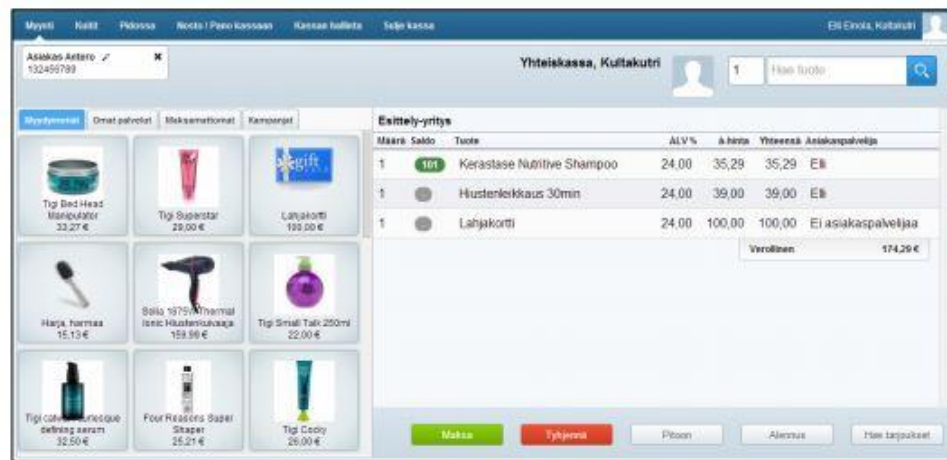 Myynti Kuitit Pidossa Nosto / Pano kassaan Kassan hallinta Sulje kassa Elli Einola, Kultakutri
Asiakas Antero
132456789
Yhteiskassa, Kultakutri 1 Hae tuote
Myydyimmät Omat palvelut Maksamattomat Kampanjat
Esittely-yritys
Määrä Saldo Tuote ALV % A-hinta Yhteensä Asiakaspalvelija
1 101 Kerastase Nutritive Shampoo 24,00 35,29 35,29 Elli
1 Hiustenleikkaus 30min 24,00 39,00 39,00 Elli
1 Lahjakortti 24,00 100,00 100,00 Ei asiakaspalvelijaa
Verollinen 174,29 €
gift
Tigi Bed Head
Manipulator
33,27 €
Tigi Superstar
29,00 €
Lahjakortti
100,00 €
Harja, harmaa
15,13 €
Thermal
Ionic Hiustenkuivaaja
159,90 €
Tigi Small Talk 250ml
22,00 €
Tigi
defining serum
32,50 €
Four Reasons Super
Shaper
25,21 €
Tigi Cocky
26,00 €
Maksa Tyhjennä Pitoon Alennus Hae tarjoukset